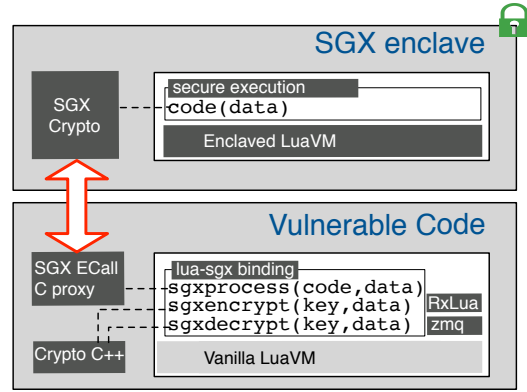 SGX enclave
SGX
Crypto
secure execution
code(data)
Enclaved LuaVM
Vulnerable Code
SGX ECall
C proxy
lua-sgx binding
sgxprocess(code,data)
sgxencrypt(key,data)
RxLua
sgxdecrypt(key,data)
zmq
Crypto C++
Vanilla LuaVM